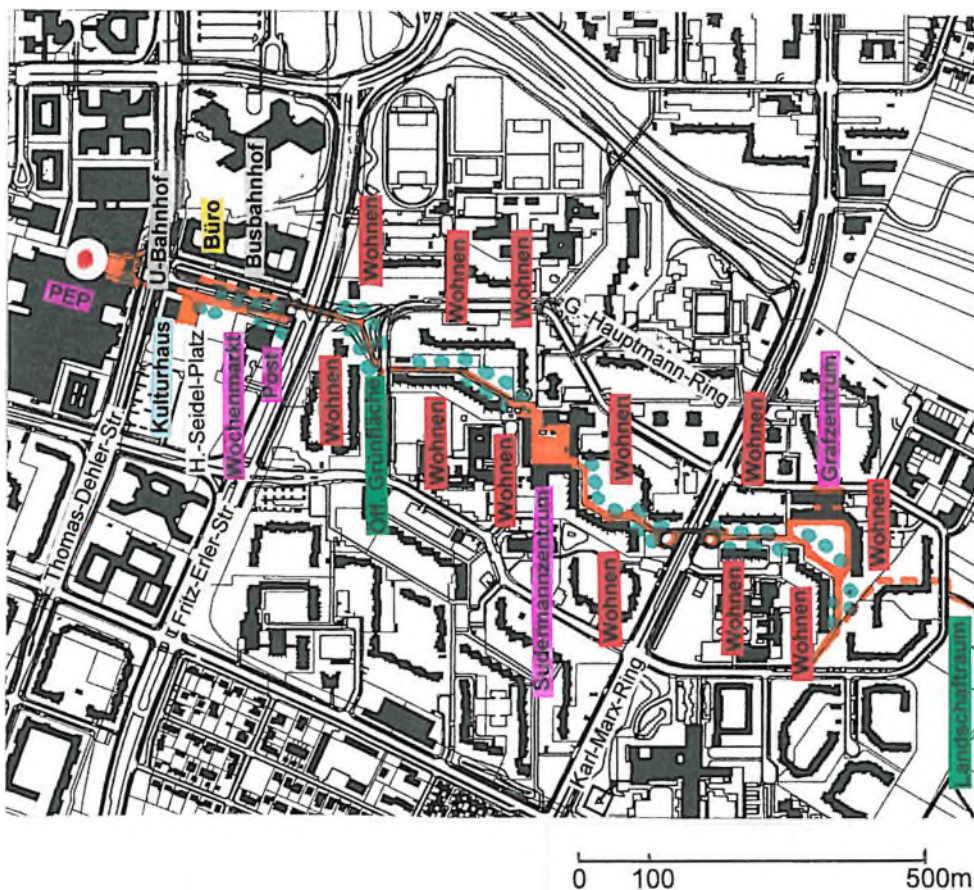 PEP
U-Bahnhof
Büro
Busbahnhof
Kulturhaus
H.-Seidel-Platz
Wochenmarkt
Post
Thomas-Dehler-Str.
Fritz-Erler-Str.
Wohnen
Wohnen
Wohnen
Wohnen
Öff. Grünfläche
Wohnen
Wohnen
G.-Hauptmann-Ring
Wohnen
Südermannzentrum
Wohnen
Karl-Marx-Ring
Wohnen
Grafzentrum
Wohnen
Wohnen
Wohnen
Landschaftraum
0 100 500m